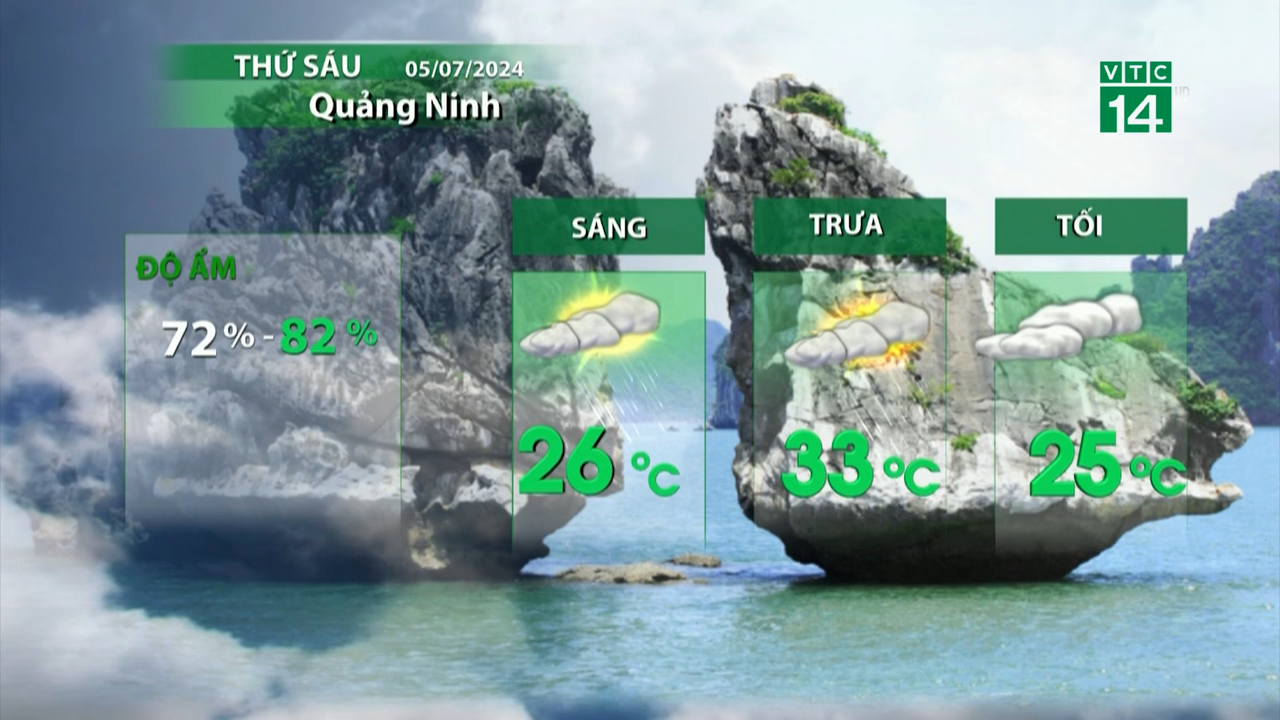 THỨ SÁU 05/07/2024
Quảng Ninh
VTC
14
ĐỘ ẨM
72% - 82%
SÁNG
26 °C
TRƯA
33 °C
TỐI
25 °C